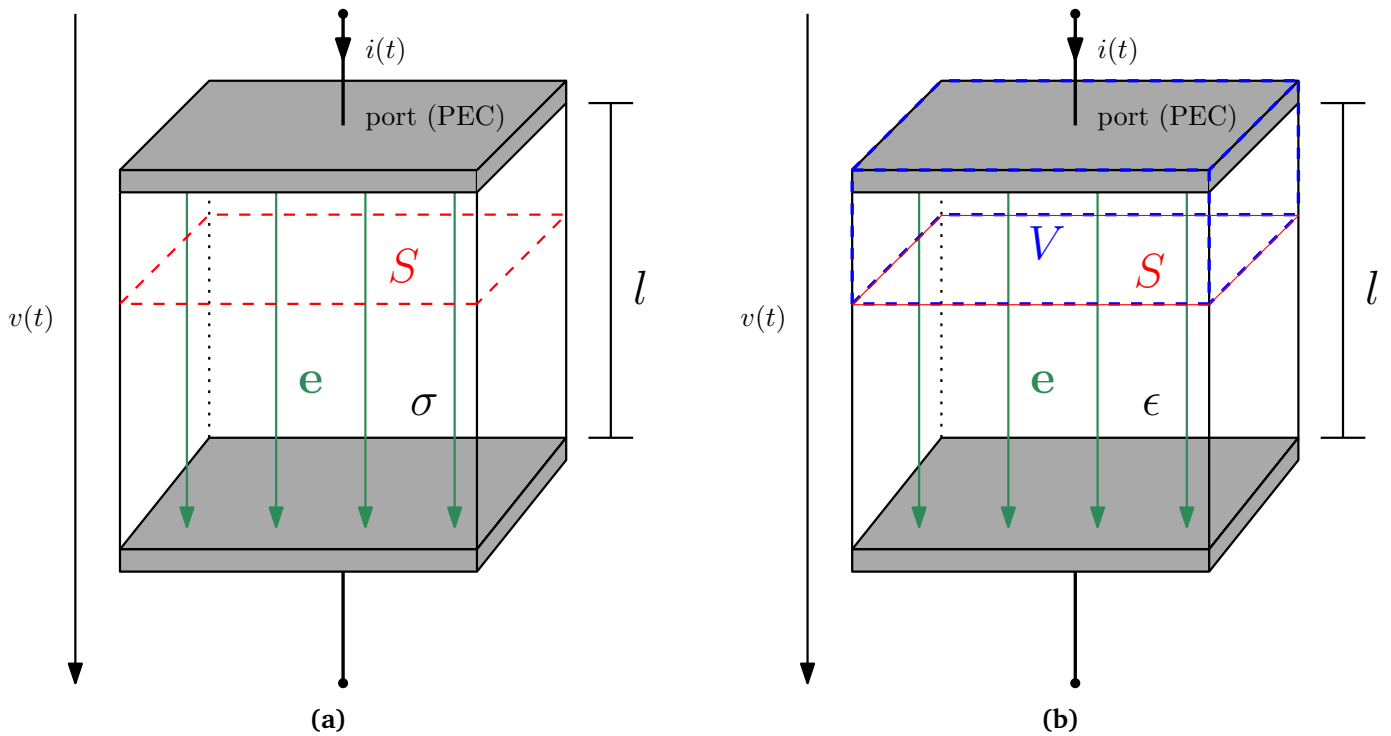 i(t)
port (PEC)
S
l
v(t)
e
σ
(a)
i(t)
port (PEC)
V
S
l
v(t)
e
ϵ
(b)